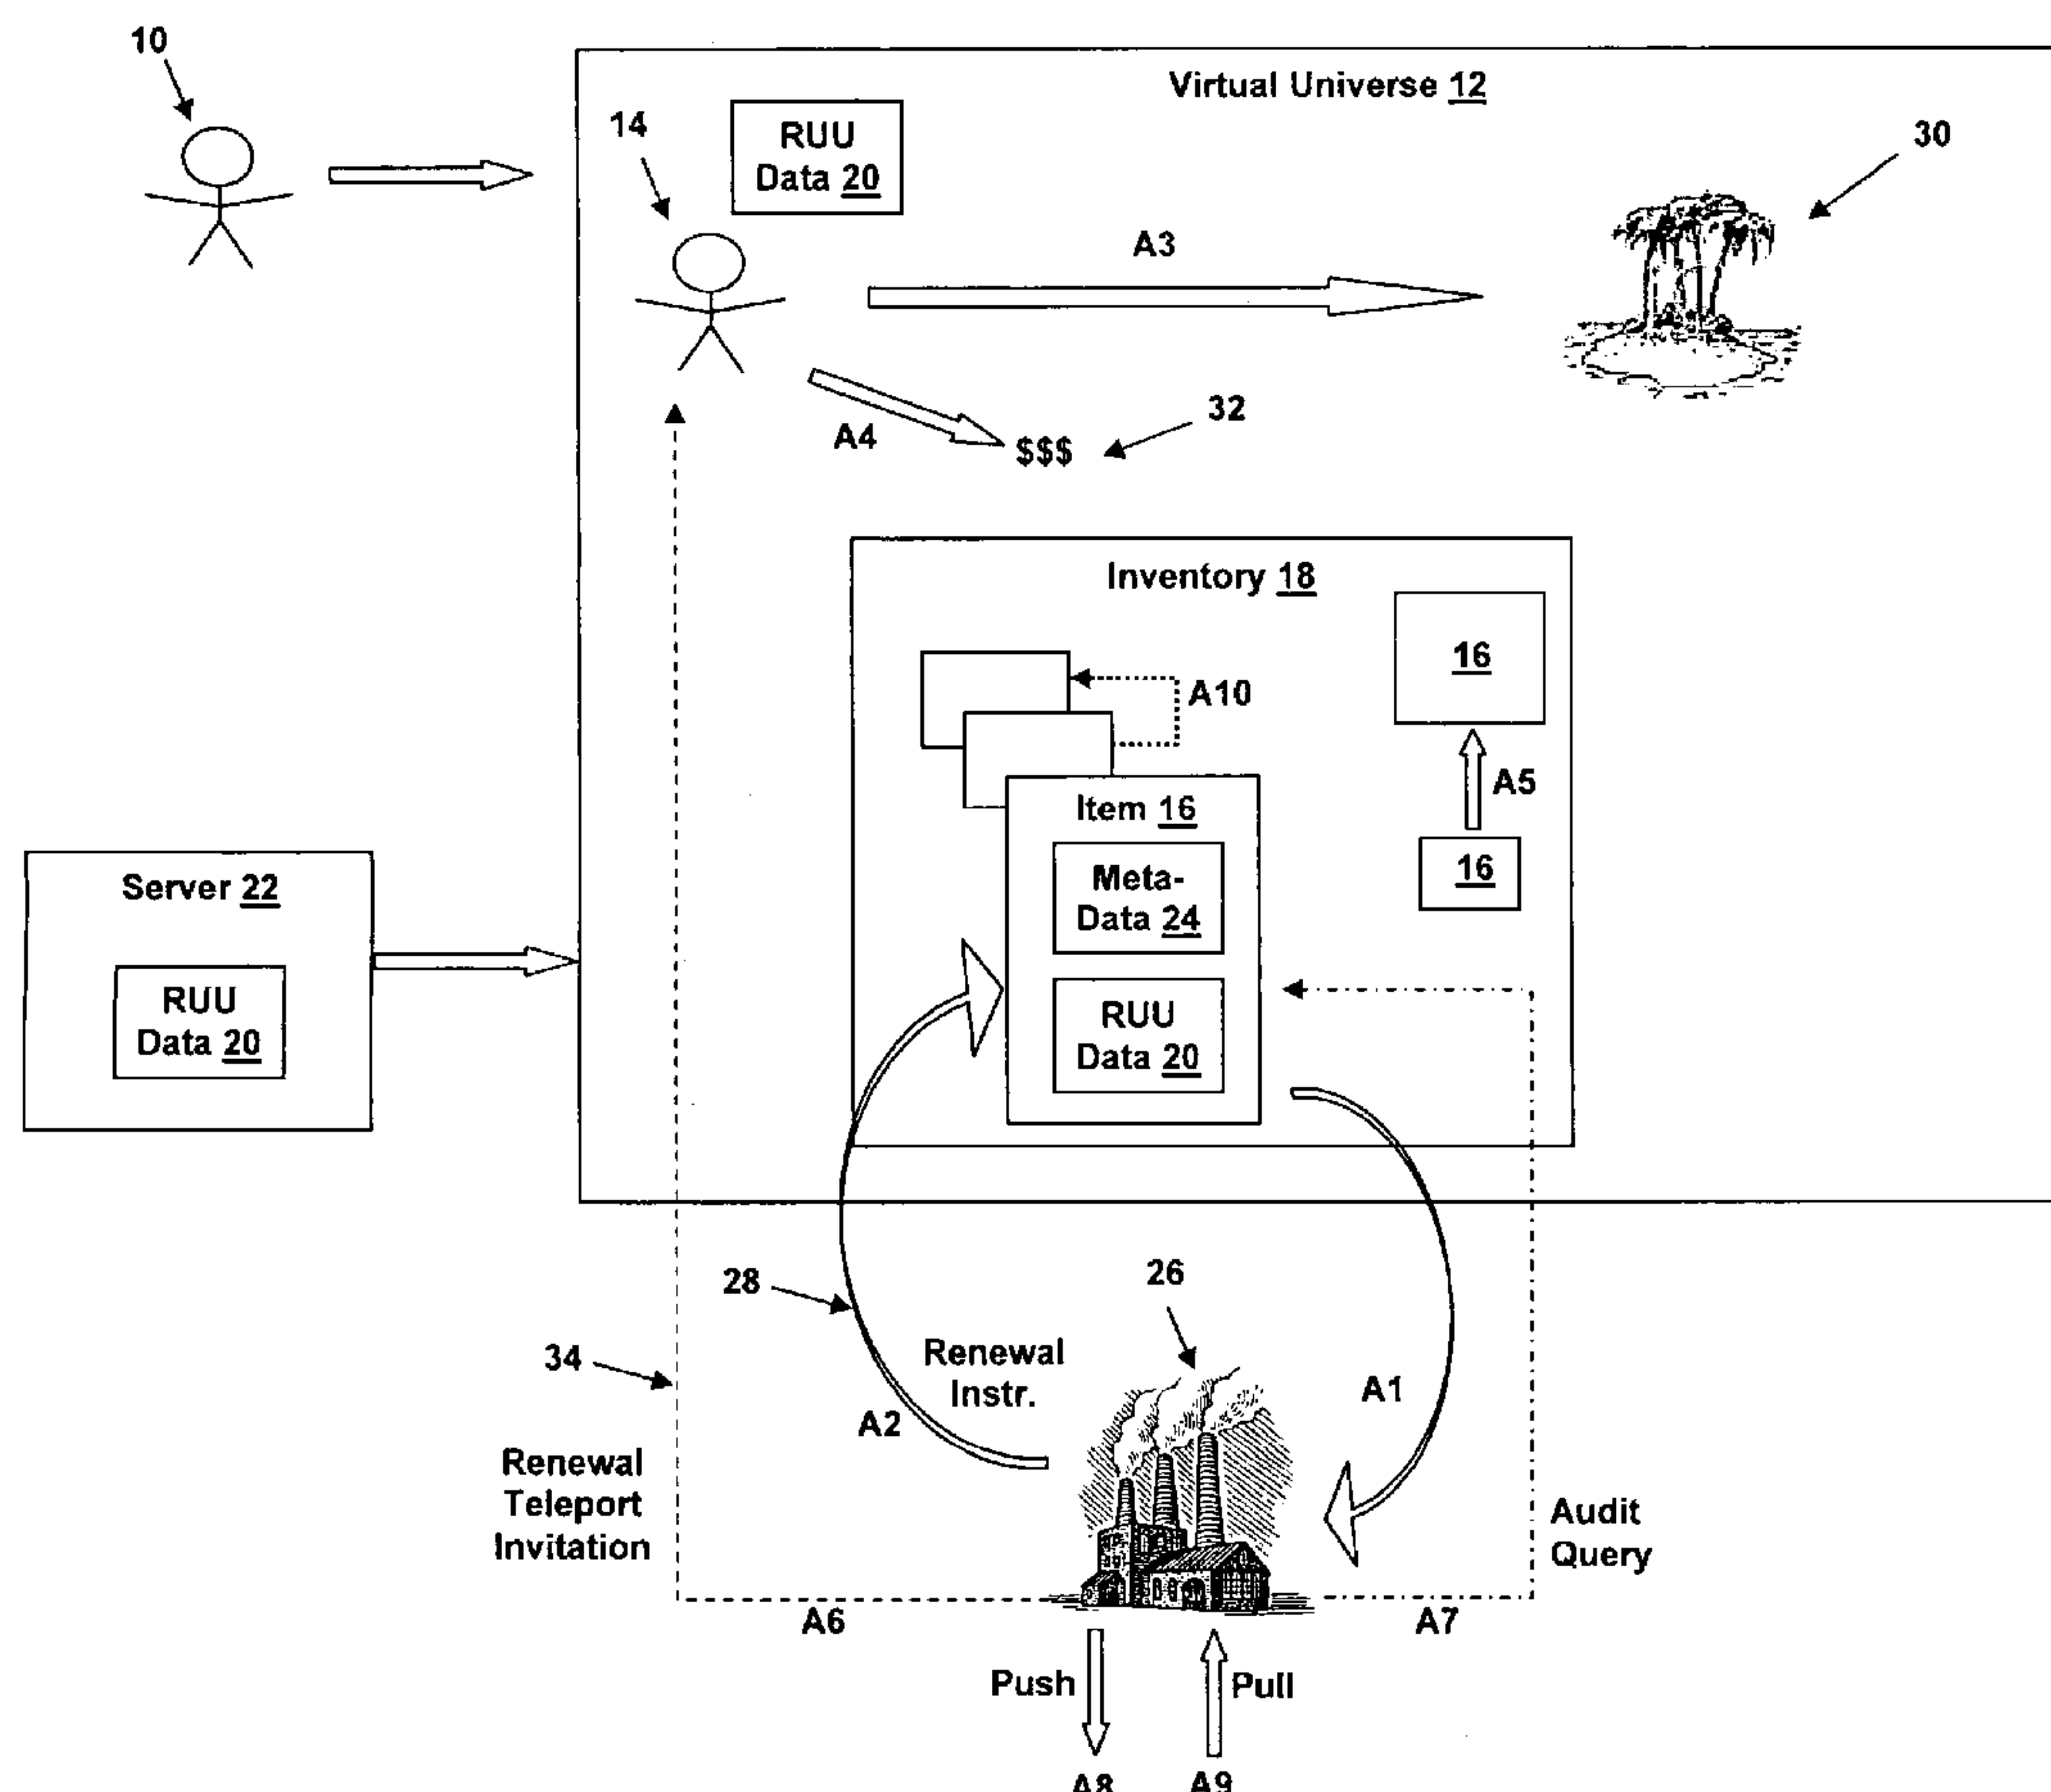 10
Virtual Universe 12
14
RUU
Data 20
30
A3
32
A4
$$$
Inventory 18
16
A10
A5
Item 16
16
Meta-
Data 24
Server 22
RUU
Data 20
RUU
Data 20
28
26
34
Renewal
Instr.
A1
A2
Renewal
Teleport
Invitation
Audit
Query
A6
A7
Push
Pull
A8
A9